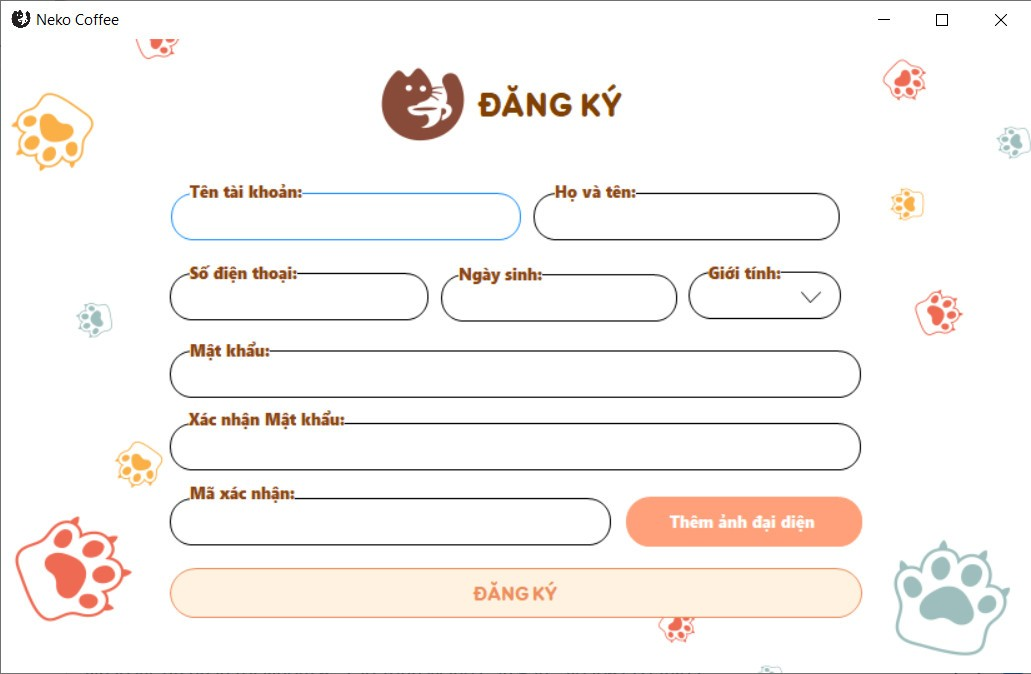 Neko Coffee
ĐĂNG KÝ
Tên tài khoản:
Họ và tên:
Số điện thoại:
Ngày sinh:
Giới tính:
Mật khẩu:
Xác nhận Mật khẩu:
Mã xác nhận:
Thêm ảnh đại diện
ĐĂNG KÝ